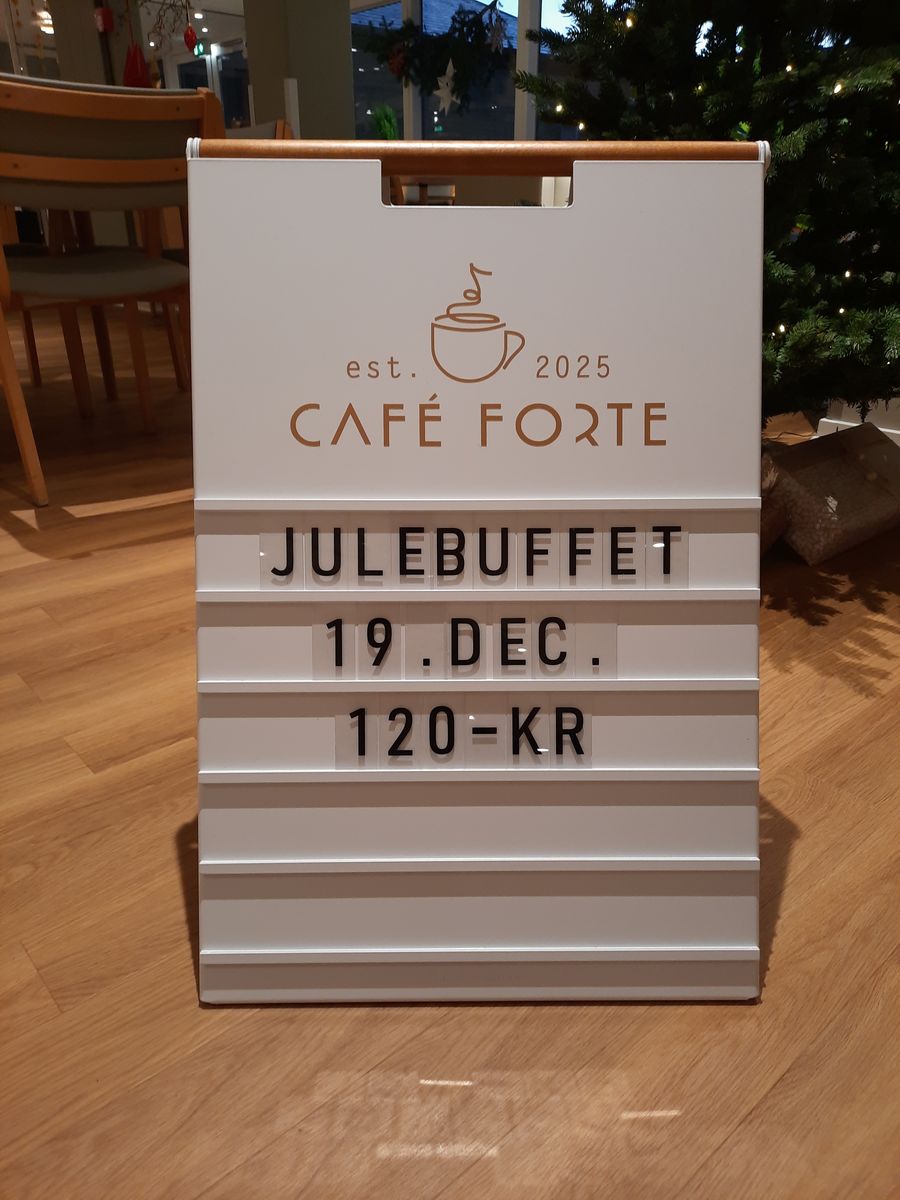 est. 2025
CAFÉ FORTE
JULEBUFFET
19.DEC.
120-KR